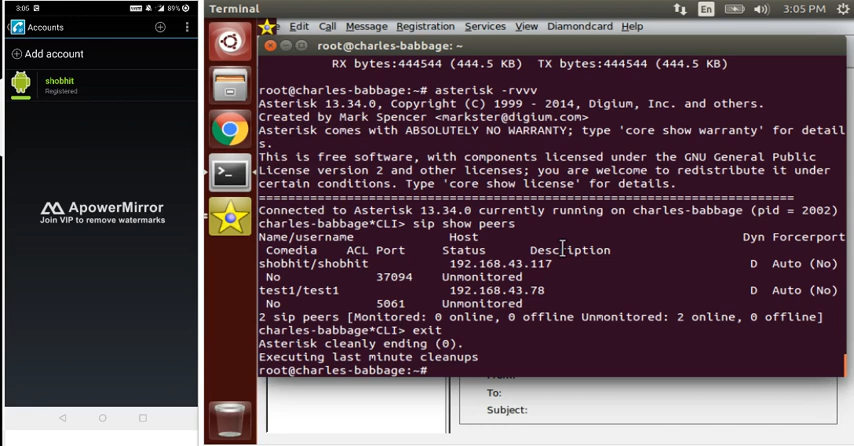 3:05
89%
Accounts
Add account
shobhit
Registered
ApowerMirror
Join VIP to remove watermarks
Terminal
En
3:05 PM
Edit Call Message Registration Services View Diamondcard Help
root@charles-babbage: ~
RX bytes:444544 (444.5 KB) TX bytes:444544 (444.5 KB)
root@charles-babbage:~# asterisk -rvvv
Asterisk 13.34.0, Copyright (C) 1999 - 2014, Digium, Inc. and others.
Created by Mark Spencer <markster@digium.com>
Asterisk comes with ABSOLUTELY NO WARRANTY; type 'core show warranty' for detail
s.
This is free software, with components licensed under the GNU General Public
License version 2 and other licenses; you are welcome to redistribute it under
certain conditions. Type 'core show license' for details.
=========================================================================
Connected to Asterisk 13.34.0 currently running on charles-babbage (pid = 2002)
charles-babbage*CLI> sip show peers
Name/username Host Dyn Forcerport
Comedia ACL Port Status Description
shobhit/shobhit 192.168.43.117 D Auto (No)
No 37094 Unmonitored
test1/test1 192.168.43.78 D Auto (No)
No 5061 Unmonitored
2 sip peers [Monitored: 0 online, 0 offline Unmonitored: 2 online, 0 offline]
charles-babbage*CLI> exit
Asterisk cleanly ending (0).
Executing last minute cleanups
root@charles-babbage:~#
To:
Subject: